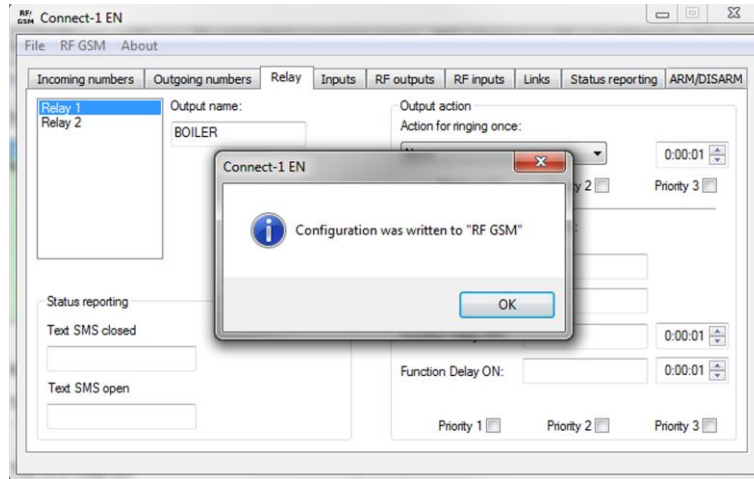 RF/
GSM Connect-1 EN
File RF GSM About
Incoming numbers Outgoing numbers Relay Inputs RF outputs RF inputs Links Status reporting ARM/DISARM
Relay 1
Relay 2
Output name:
BOILER
Output action
Action for ringing once:
0:00:01
y 2 Priority 3
Connect-1 EN
Configuration was written to "RF GSM"
OK
Status reporting
Text SMS closed
Text SMS open
0:00:01
Function Delay ON:
0:00:01
Priority 1 Priority 2 Priority 3